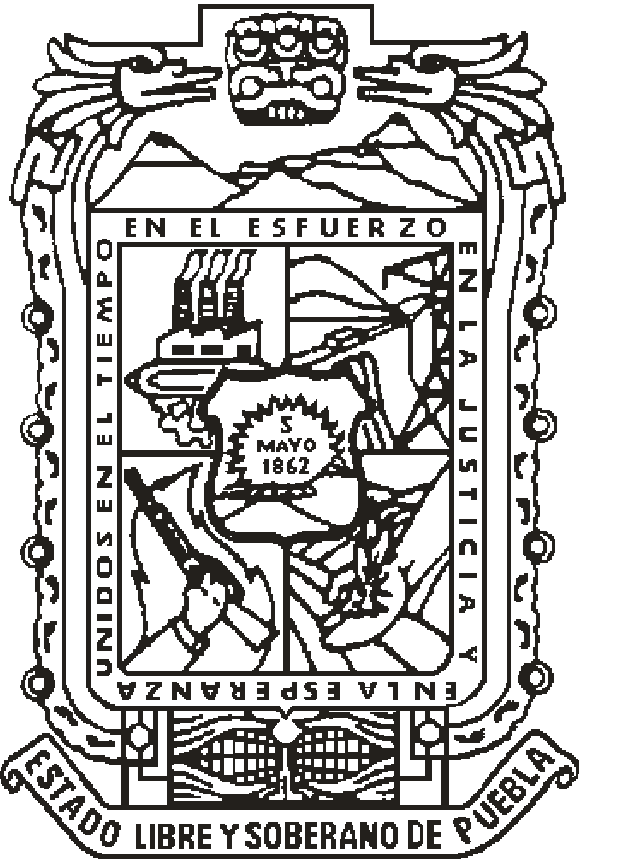 UNIDOS EN EL TIEMPO
EN EL ESFUERZO
EN LA JUSTICIA Y
EN LA ESPERANZA
5
MAYO
1862
ESTADO LIBRE Y SOBERANO DE PUEBLA